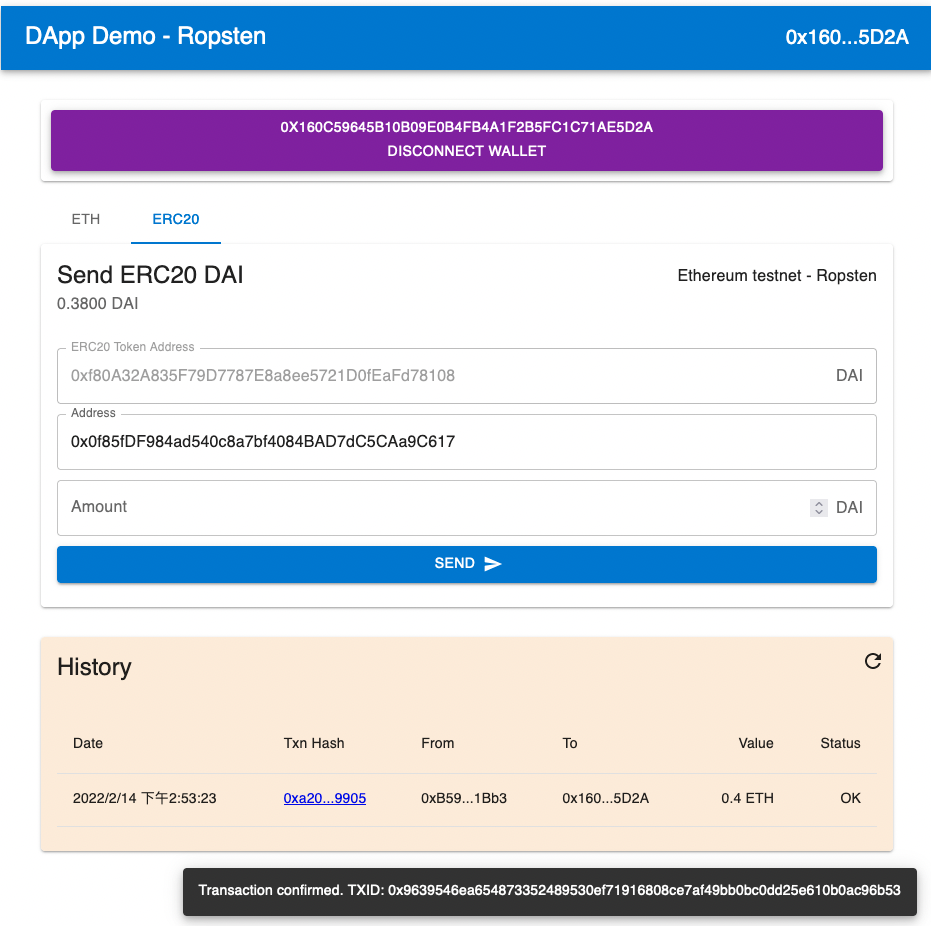 DApp Demo - Ropsten
0x160...5D2A
0X160C59645B10B09E0B4FB4A1F2B5FC1C71AE5D2A
DISCONNECT WALLET
ETH
ERC20
Send ERC20 DAI
Ethereum testnet - Ropsten
0.3800 DAI
ERC20 Token Address
0xf80A32A835F79D7787E8a8ee5721D0fEaFd78108
DAI
Address
0x0f85fDF984ad540c8a7bf4084BAD7dC5CAa9C617
Amount
DAI
SEND
History
Date Txn Hash From To Value Status
2022/2/14 下午2:53:23 0xa20...9905 0xB59...1Bb3 0x160...5D2A 0.4 ETH OK
Transaction confirmed. TXID: 0x9639546ea654873352489530ef71916808ce7af49bb0bc0dd25e610b0ac96b53